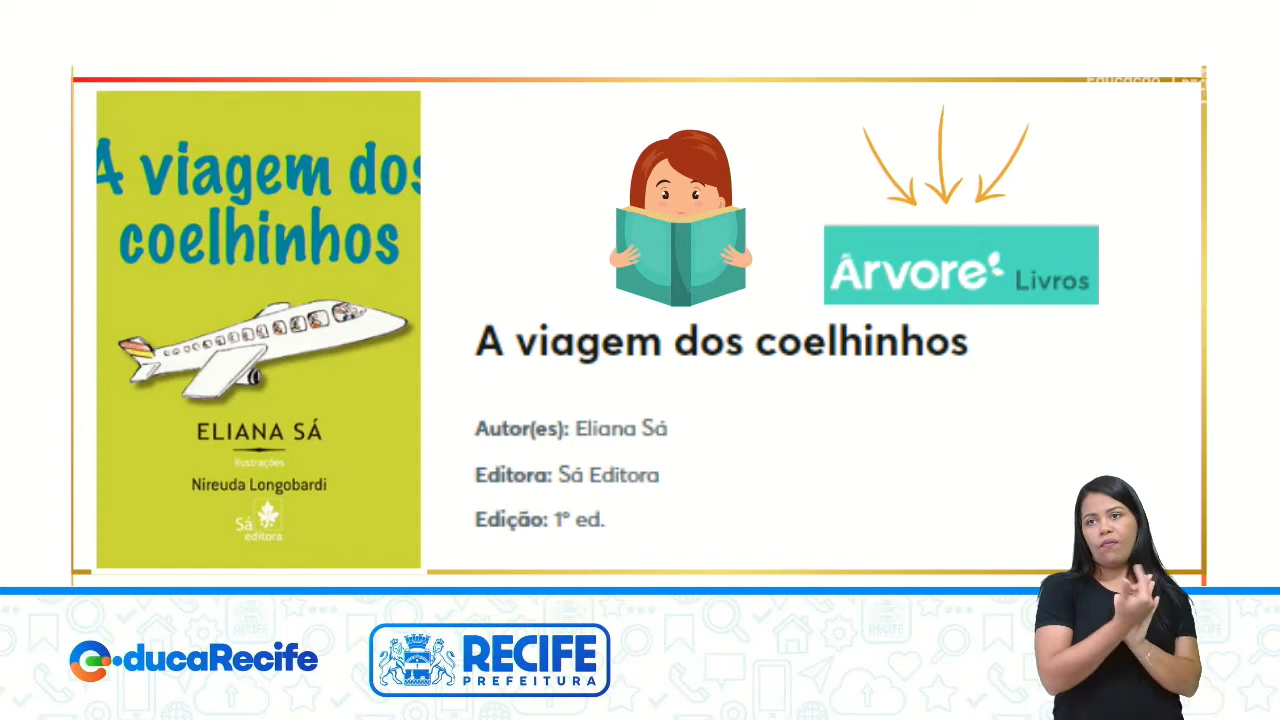 A viagem dos
coelhinhos
ELIANA SÁ
Ilustrações
Nireuda Longobardi
Sá
editora
Árvore Livros
A viagem dos coelhinhos
Autor(es): Eliana Sá
Editora: Sá Editora
Edição: 1ª ed.
educaRecife
RECIFE
PREFEITURA